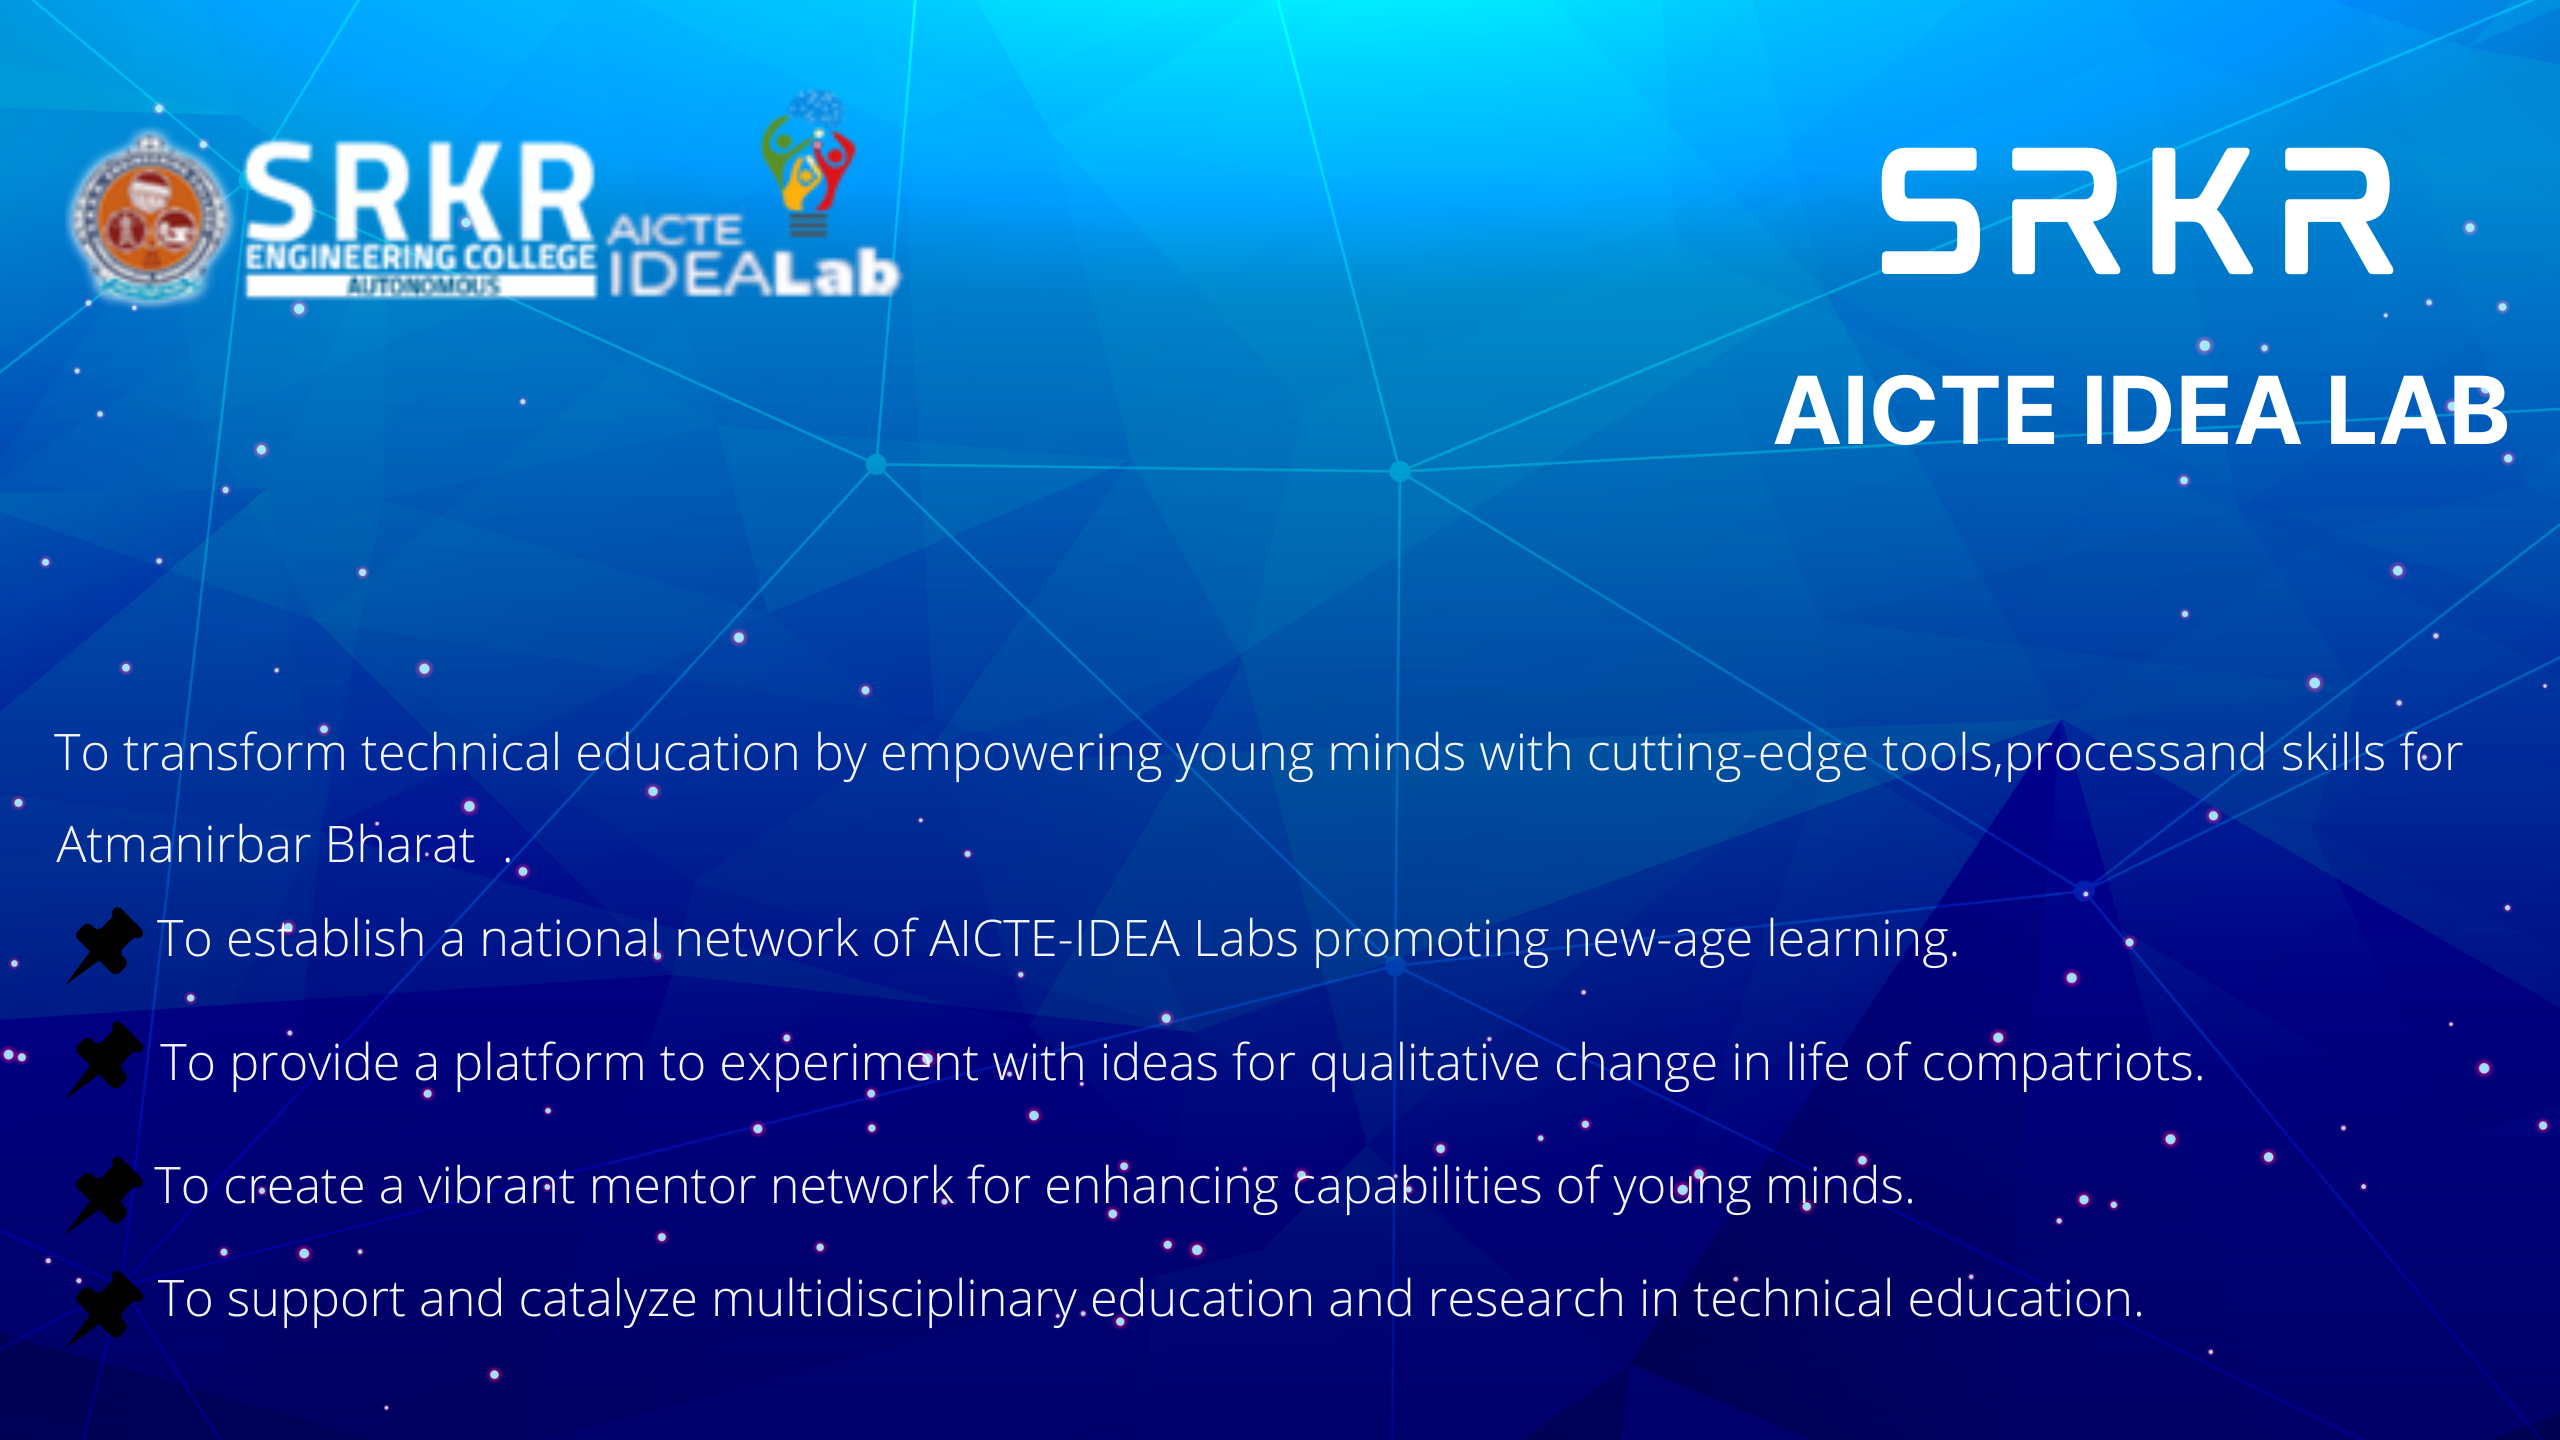 SRKR
ENGINEERING COLLEGE
AUTONOMOUS
AICTE
IDEALab
SRKR
AICTE IDEA LAB
To transform technical education by empowering young minds with cutting-edge tools,processand skills for
Atmanirbar Bharat .
To establish a national network of AICTE-IDEA Labs promoting new-age learning.
To provide a platform to experiment with ideas for qualitative change in life of compatriots.
To create a vibrant mentor network for enhancing capabilities of young minds.
To support and catalyze multidisciplinary education and research in technical education.